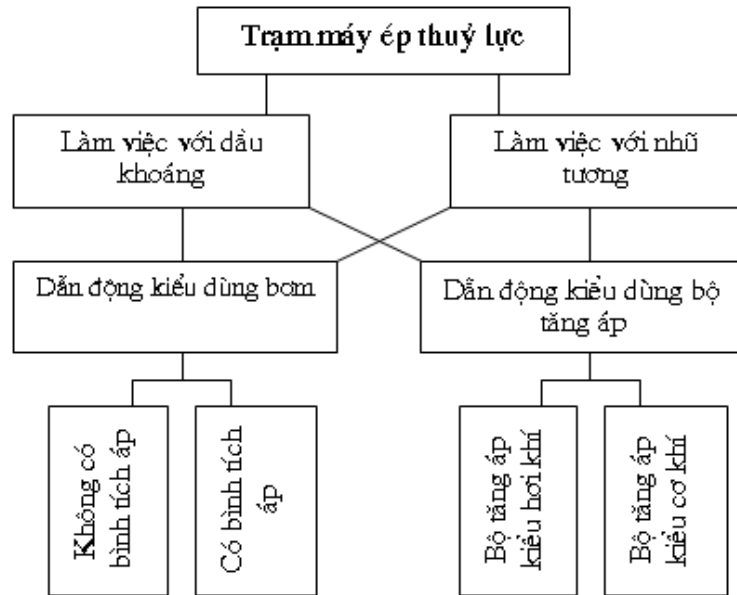 Trạm máy ép thuỷ lực
Làm việc với dầu
khoáng
Làm việc với nhũ
tương
Dẫn động kiểu dùng bơm
Dẫn động kiểu dùng bộ
tăng áp
Không có
bình tích áp
Có bình tích
áp
Bộ tăng áp
kiểu hơi khí
Bộ tăng áp
kiểu cơ khí